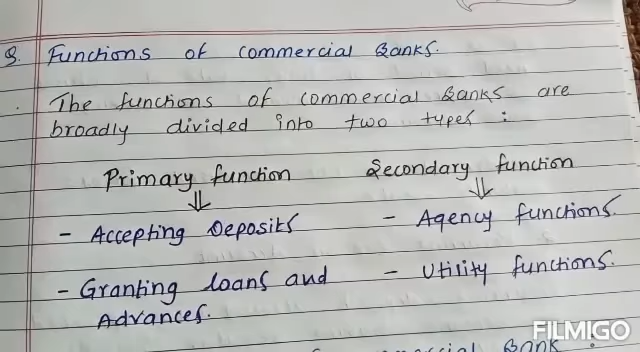 Q. Functions of commercial Banks.
. The functions of commercial Banks are
broadly divided into two types :
Primary function Secondary function
⇓ ⇓
- Accepting Deposits - Agency functions.
- Granting loans and - Utility functions.
Advances.
Bank :
FILMIGO